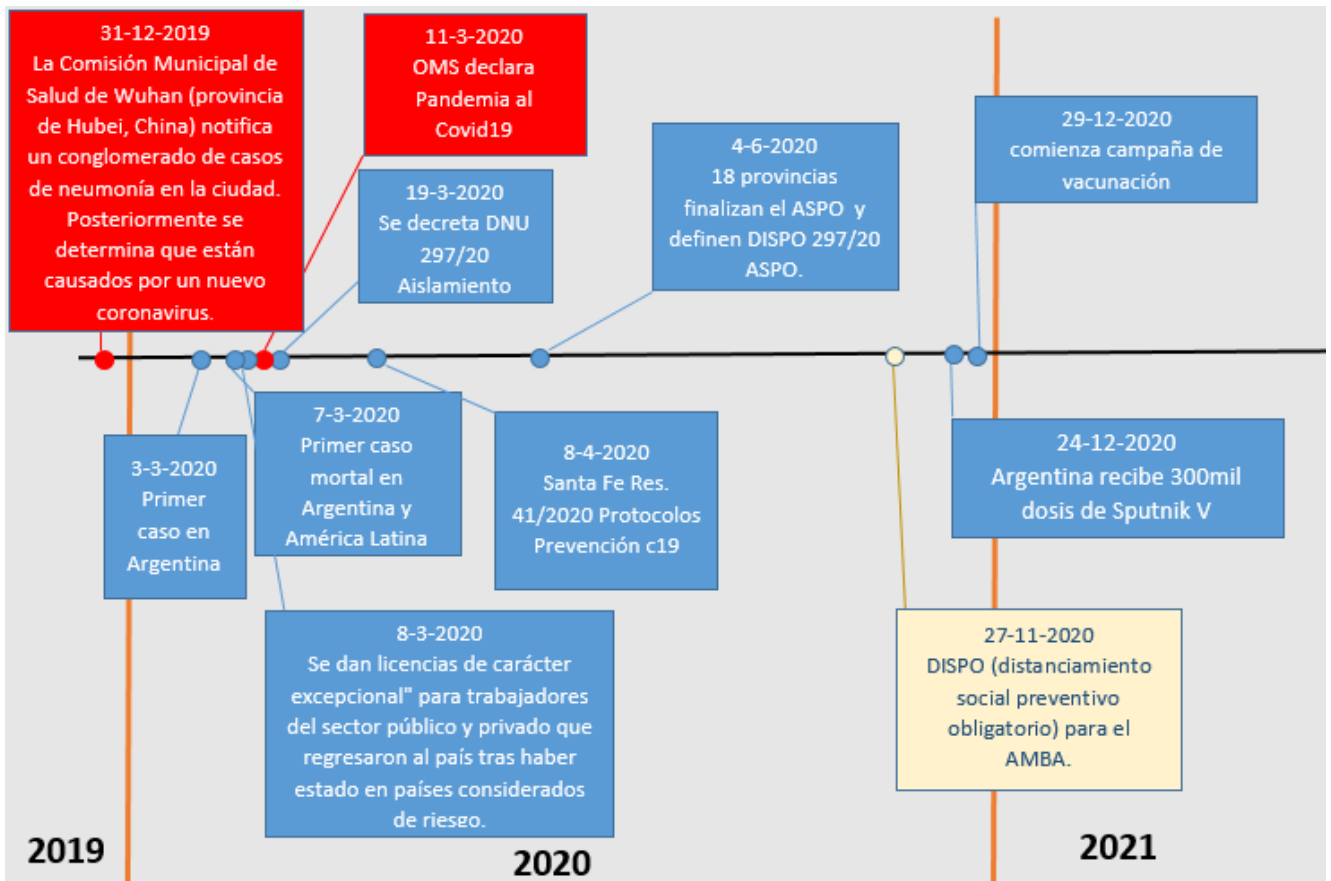 31-12-2019
La Comisión Municipal de
Salud de Wuhan (provincia
de Hubei, China) notifica
un conglomerado de casos
de neumonía en la ciudad.
Posteriormente se
determina que están
causados por un nuevo
coronavirus.
11-3-2020
OMS declara
Pandemia al
Covid19
19-3-2020
Se decreta DNU
297/20
Aislamiento
4-6-2020
18 provincias
finalizan el ASPO y
definen DISPO 297/20
ASPO.
29-12-2020
comienza campaña de
vacunación
3-3-2020
Primer
caso en
Argentina
7-3-2020
Primer caso
mortal en
Argentina y
América Latina
8-4-2020
Santa Fe Res.
41/2020 Protocolos
Prevención c19
24-12-2020
Argentina recibe 300mil
dosis de Sputnik V
8-3-2020
Se dan licencias de carácter
excepcional" para trabajadores
del sector público y privado que
regresaron al país tras haber
estado en países considerados
de riesgo.
27-11-2020
DISPO (distanciamiento
social preventivo
obligatorio) para el
AMBA.
2019
2020
2021